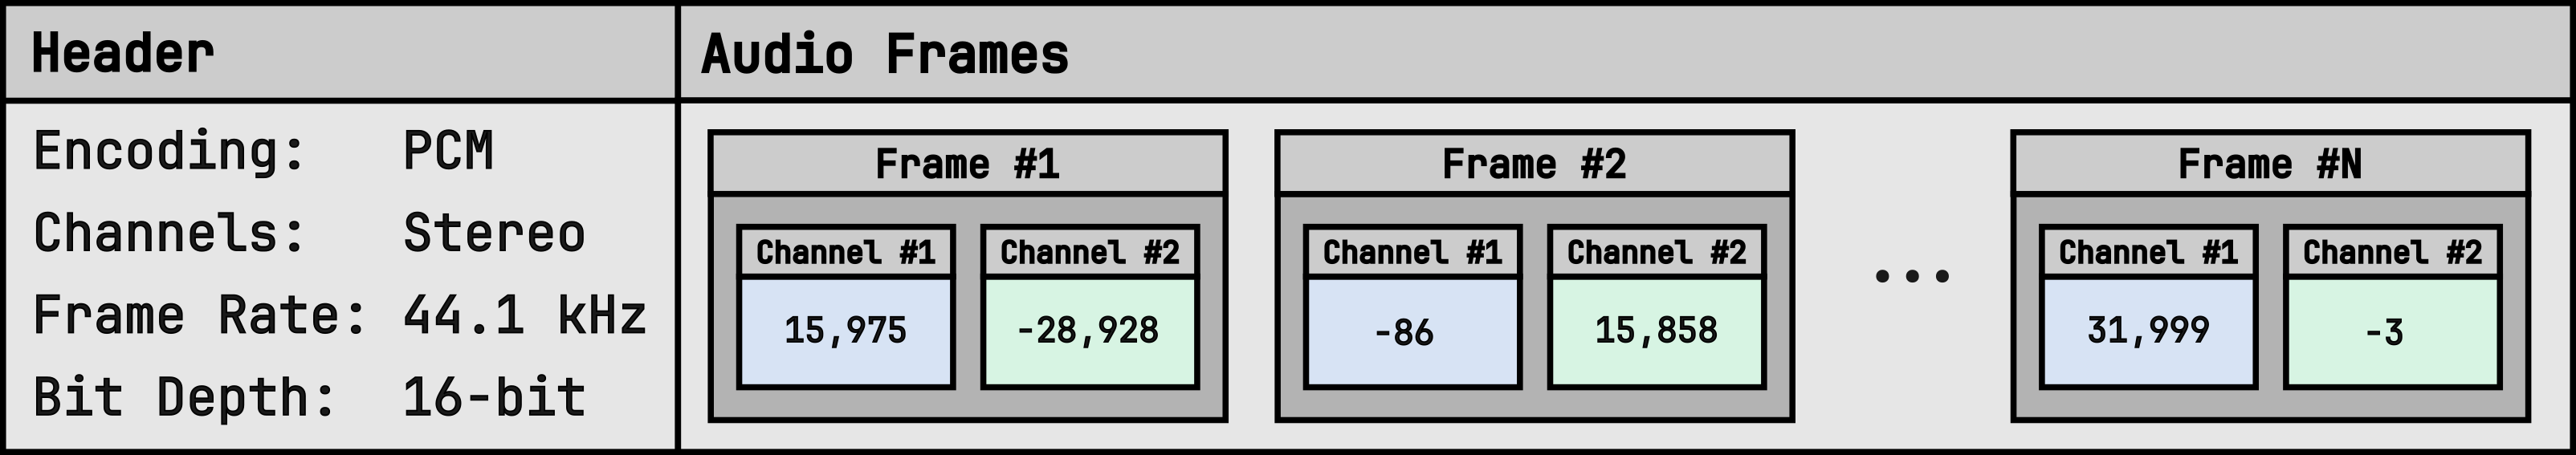 Header
Audio Frames
Encoding: PCM
Channels: Stereo
Frame Rate: 44.1 kHz
Bit Depth: 16-bit
Frame #1
Channel #1
15,975
Channel #2
-28,928
Frame #2
Channel #1
-86
Channel #2
15,858
...
Frame #N
Channel #1
31,999
Channel #2
-3